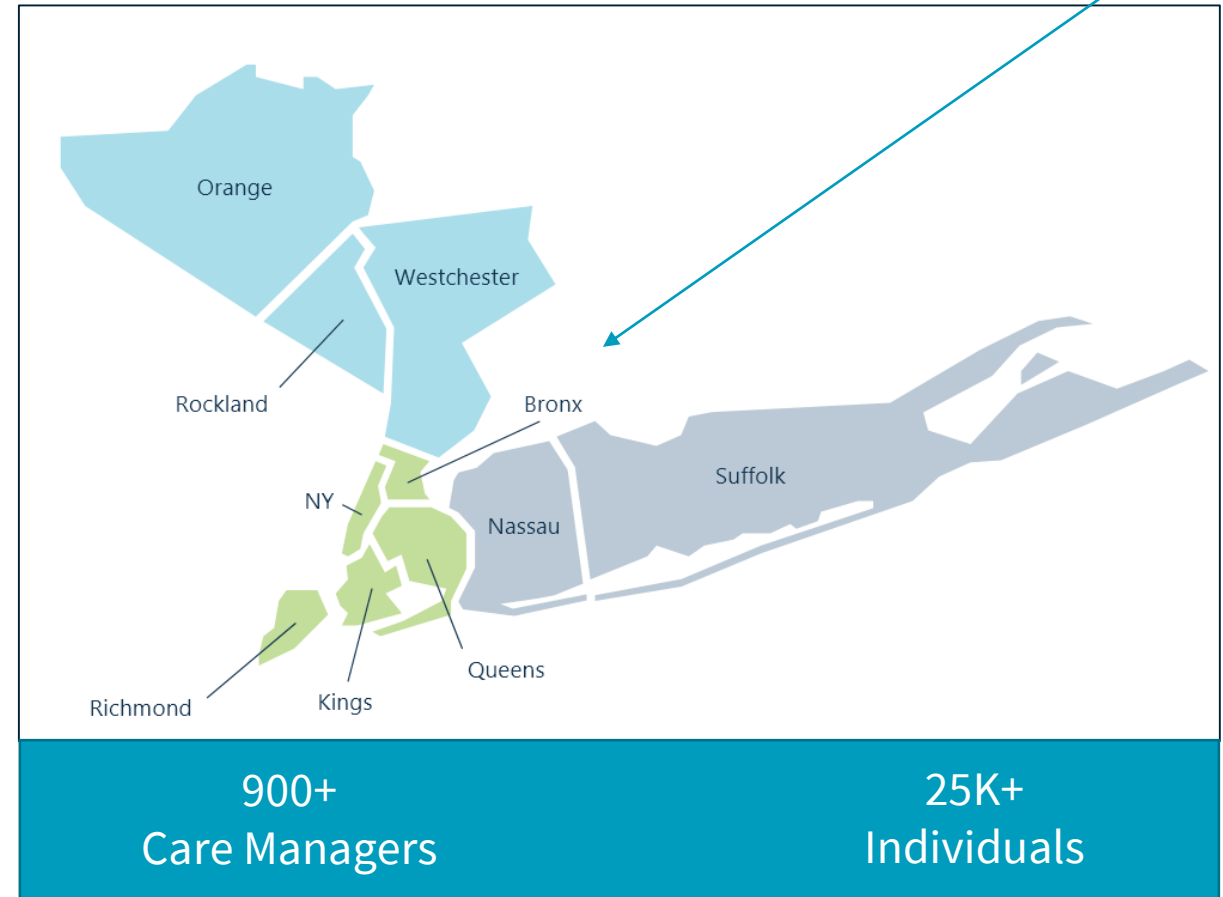 Orange
Westchester
Rockland
Bronx
Suffolk
NY
Nassau
Queens
Kings
Richmond
900+
Care Managers
25K+
Individuals